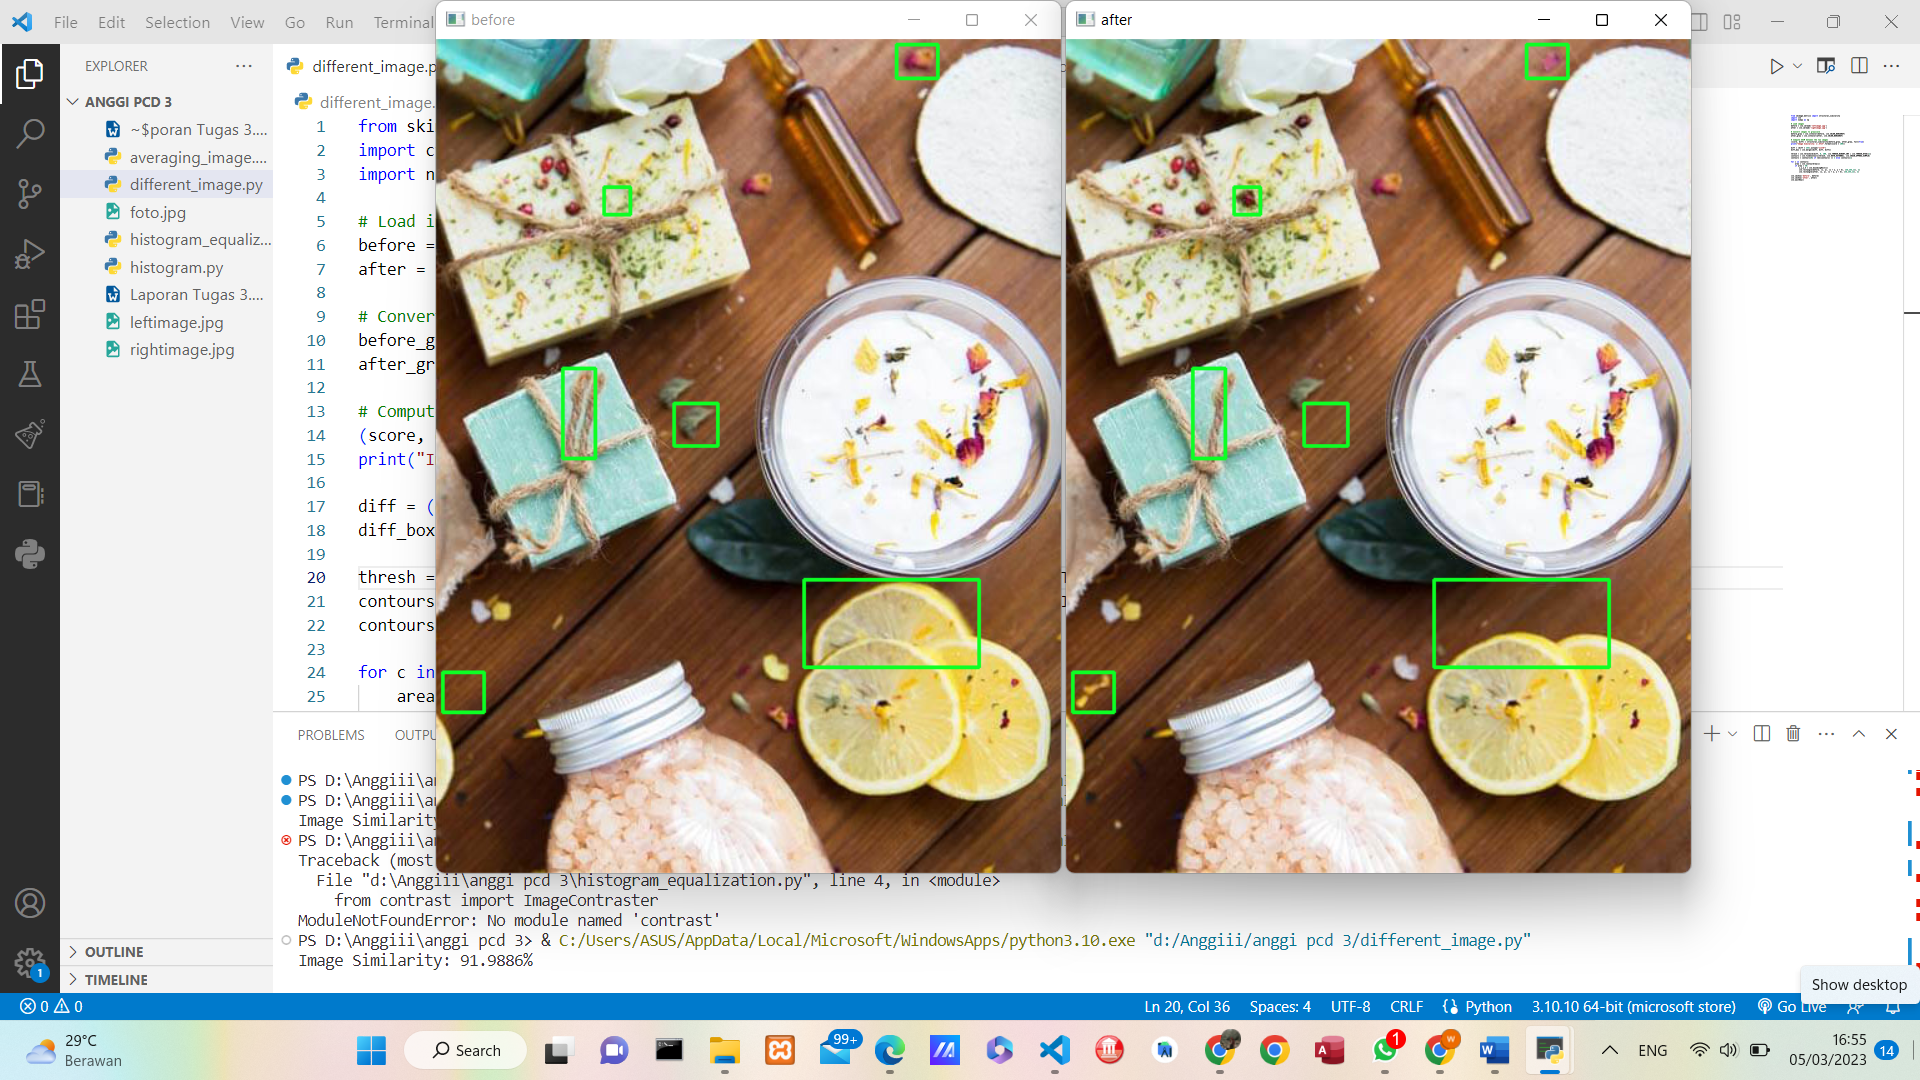 File Edit Selection View Go Run Terminal
before
after
EXPLORER
ANGGI PCD 3
~$poran Tugas 3....
averaging_image....
different_image.py
foto.jpg
histogram_equaliz...
histogram.py
Laporan Tugas 3....
leftimage.jpg
rightimage.jpg
OUTLINE
TIMELINE
different_image.p
different_image.
1 from ski
2 import c
3 import n
4
5 # Load i
6 before =
7 after =
8
9 # Conver
10 before_g
11 after_gr
12
13 # Comput
14 (score,
15 print("I
16
17 diff = (
18 diff_box
19
20 thresh =
21 contours
22 contours
23
24 for c in
25 area
PROBLEMS OUTPU
PS D:\Anggiii\an
PS D:\Anggiii\an
Image Similarity
PS D:\Anggiii\an
Traceback (most
File "d:\Anggiii\anggi pcd 3\histogram_equalization.py", line 4, in <module>
from contrast import ImageContraster
ModuleNotFoundError: No module named 'contrast'
PS D:\Anggiii\anggi pcd 3> & C:/Users/ASUS/AppData/Local/Microsoft/WindowsApps/python3.10.exe "d:/Anggiii/anggi pcd 3/different_image.py"
Image Similarity: 91.9886%
Show desktop
0 0 Ln 20, Col 36 Spaces: 4 UTF-8 CRLF Python 3.10.10 64-bit (microsoft store) Go Live
29°C
Berawan
Search
99+
1
ENG
16:55
05/03/2023
14